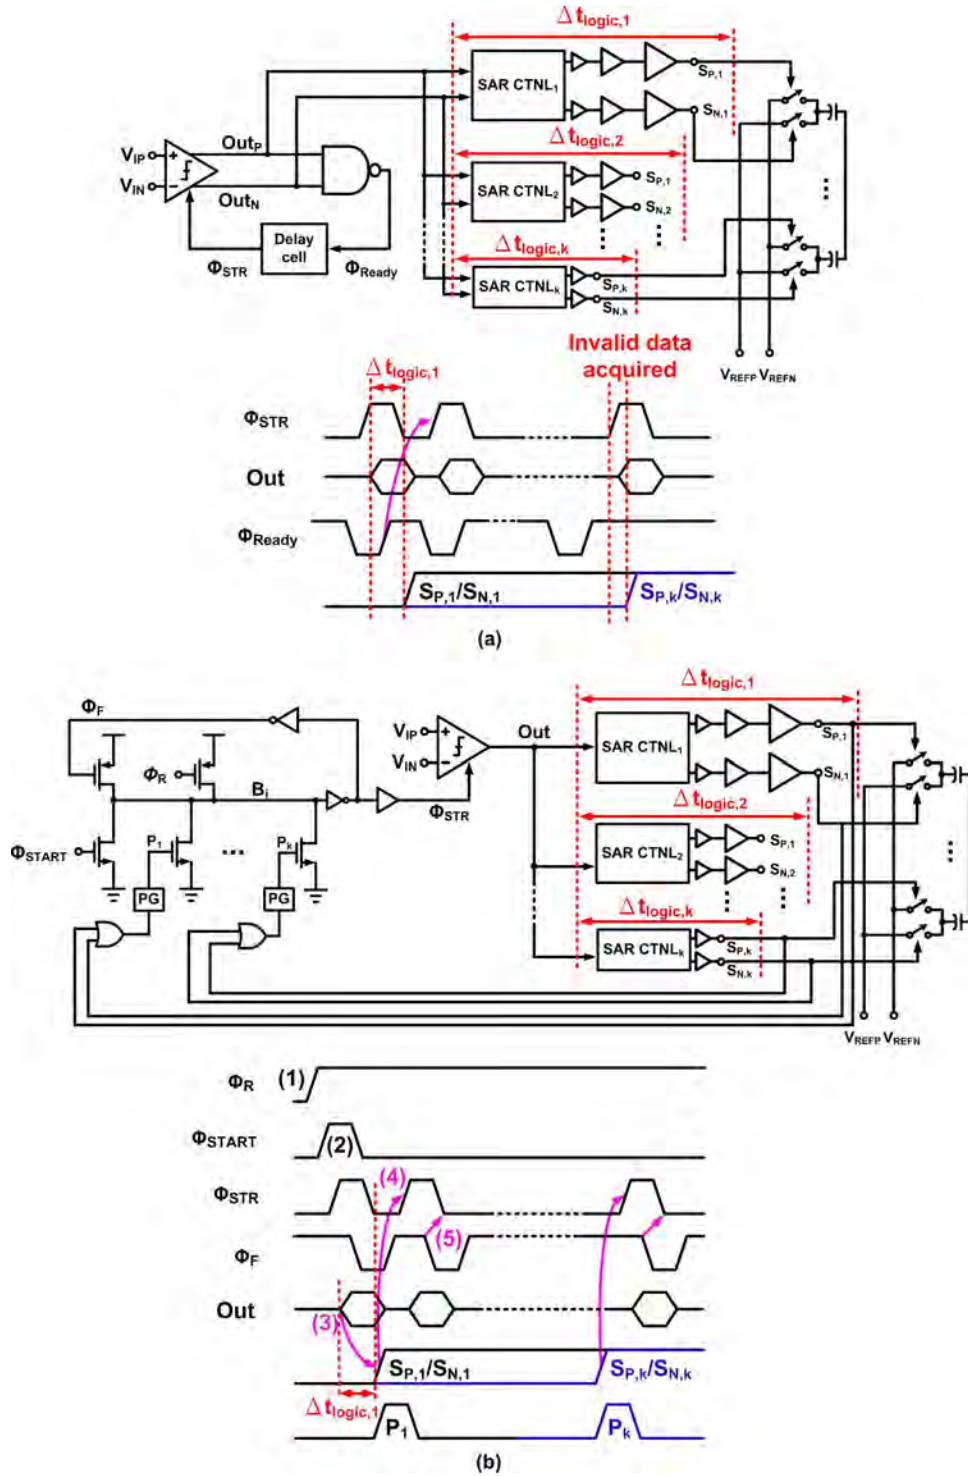 Δ tlogic,1
SAR CTNL1
SP,1
SN,1
Δ tlogic,2
OutP
VIP
VIN
OutN
SAR CTNL2
SP,1
SN,2
Delay cell
ΦSTR
ΦReady
Δ tlogic,k
SAR CTNLk
SP,k
SN,k
VREFP VREFN
Invalid data
acquired
Δ tlogic,1
ΦSTR
Out
ΦReady
SP,1/SN,1
SP,k/SN,k
(a)
Δ tlogic,1
ΦF
VIP
VIN
Out
SAR CTNL1
SP,1
SN,1
ΦR
Bi
ΦSTR
Δ tlogic,2
ΦSTART
P1
...
Pk
SAR CTNL2
SP,1
SN,2
PG
PG
Δ tlogic,k
SAR CTNLk
SP,k
SN,k
VREFP VREFN
ΦR
(1)
ΦSTART
(2)
ΦSTR
(4)
ΦF
(5)
Out
(3)
SP,1/SN,1
SP,k/SN,k
Δ tlogic,1
P1
Pk
(b)